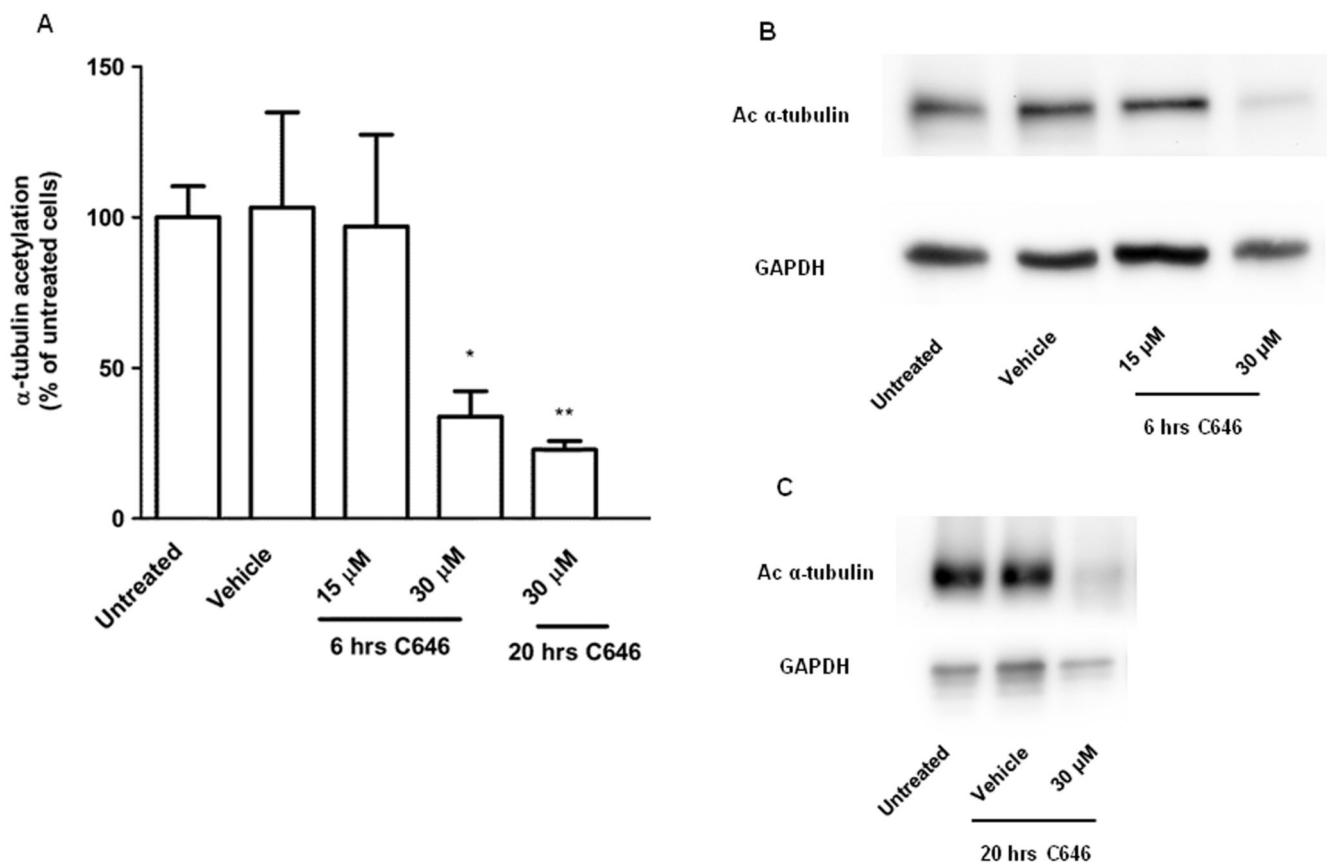 A
150
100
50
0
α-tubulin acetylation
(% of untreated cells)
*
**
Untreated
Vehicle
15 μM
30 μM
30 μM
6 hrs C646
20 hrs C646
B
Ac α-tubulin
GAPDH
Untreated
Vehicle
15 μM
30 μM
6 hrs C646
C
Ac α-tubulin
GAPDH
Untreated
Vehicle
30 μM
20 hrs C646